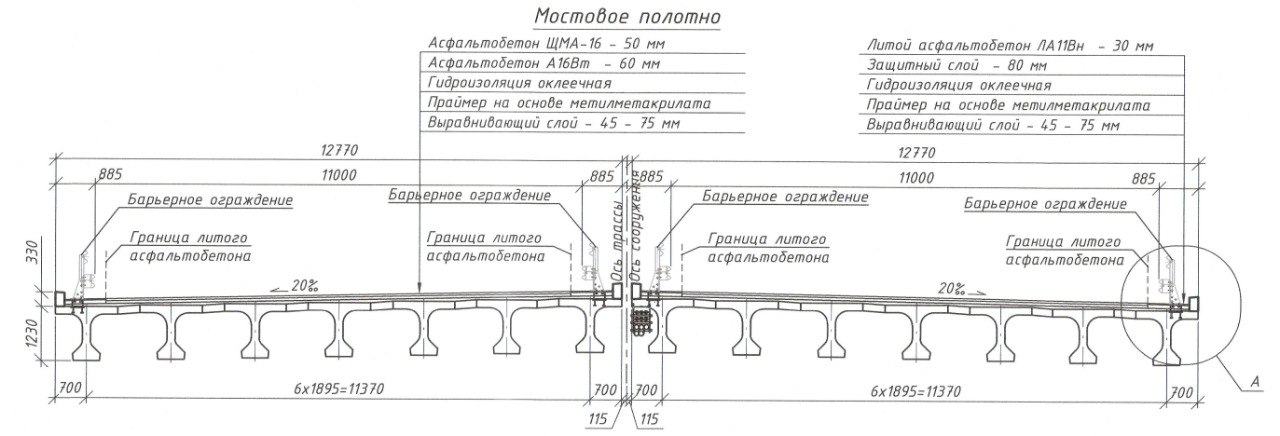 Мостовое полотно
Асфальтобетон ЩМА-16 - 50 мм
Асфальтобетон А16Вт - 60 мм
Гидроизоляция оклеечная
Праймер на основе метилметакрилата
Выравнивающий слой - 45 - 75 мм
Литой асфальтобетон ЛА11Вн - 30 мм
Защитный слой - 80 мм
Гидроизоляция оклеечная
Праймер на основе метилметакрилата
Выравнивающий слой - 45 - 75 мм
12770
12770
885
11000
885
885
11000
885
Барьерное ограждение
Барьерное ограждение
Барьерное ограждение
Барьерное ограждение
Граница литого
асфальтобетона
Граница литого
асфальтобетона
Ось трассы
Ось сооружения
Граница литого
асфальтобетона
Граница литого
асфальтобетона
330
20‰
20‰
1230
700
6х1895=11370
700
700
6х1895=11370
700
А
115
115